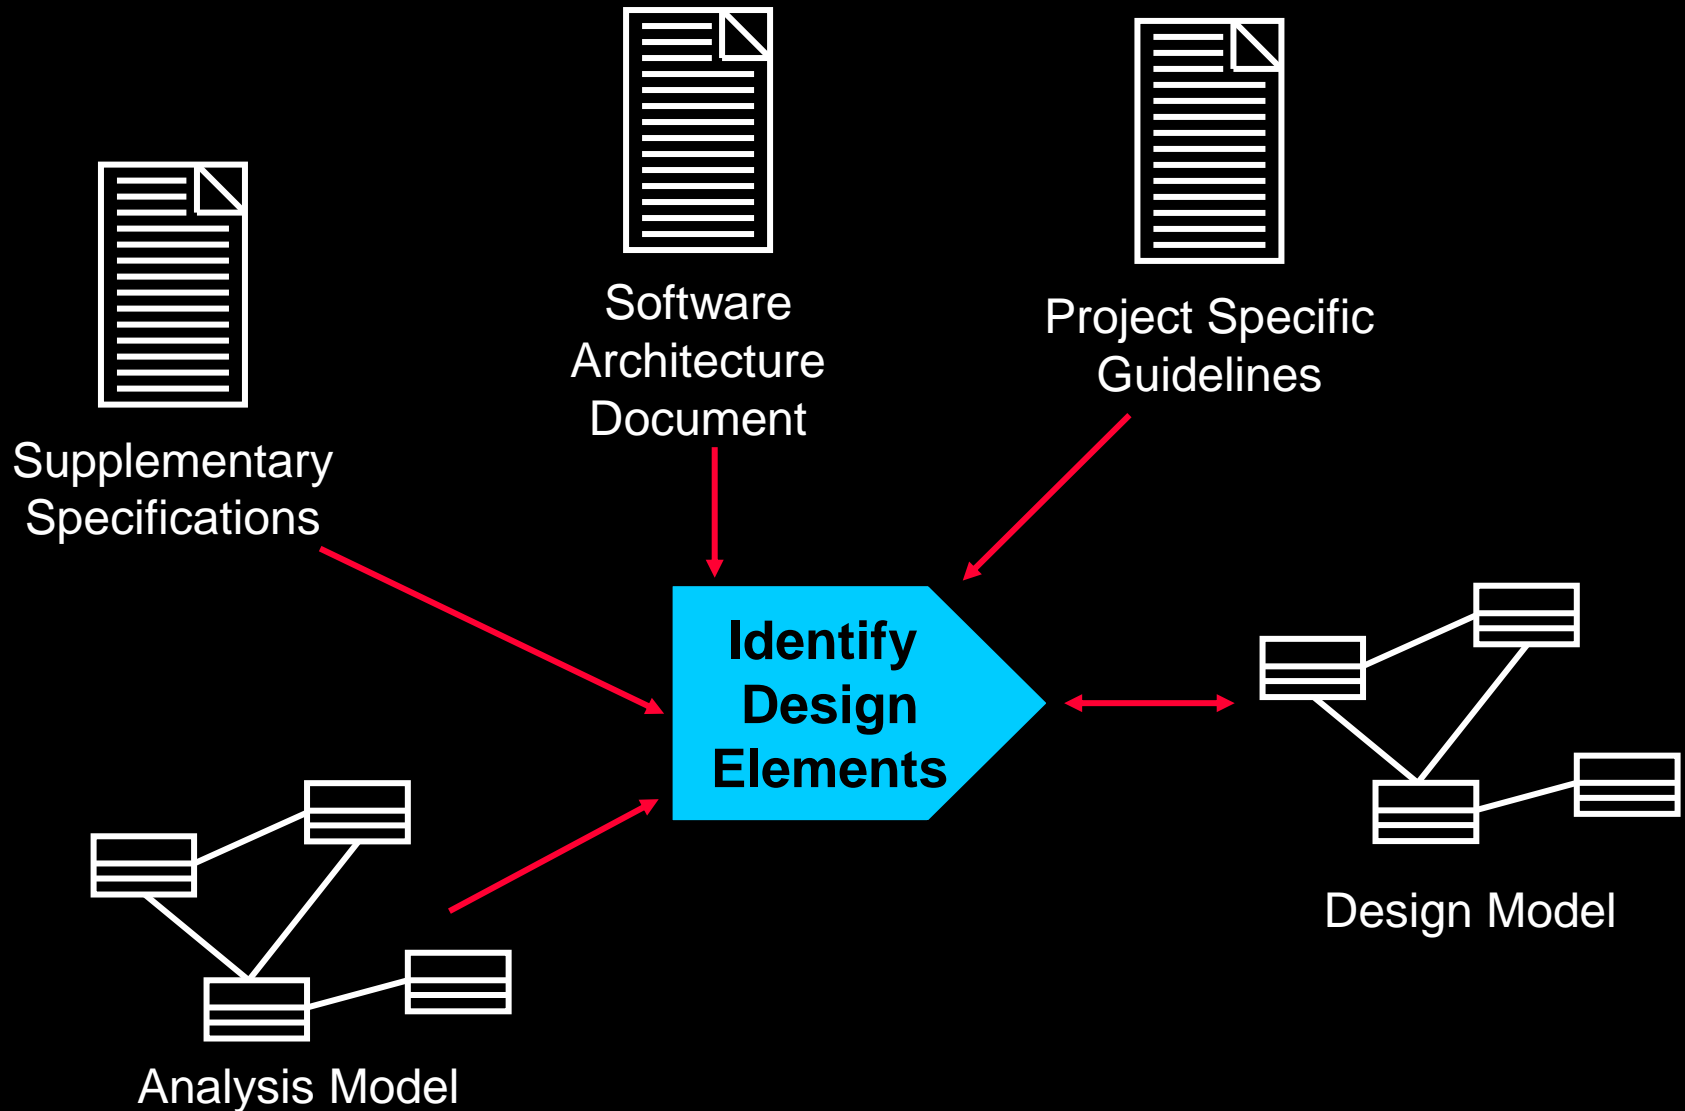 Software
Architecture
Document
Project Specific
Guidelines
Supplementary
Specifications
Identify
Design
Elements
Design Model
Analysis Model